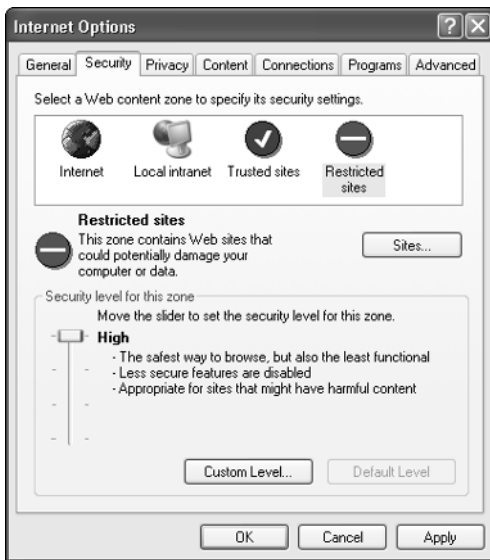 Internet Options
General Security Privacy Content Connections Programs Advanced
Select a Web content zone to specify its security settings.
Internet Local intranet Trusted sites Restricted
sites
Restricted sites
This zone contains Web sites that
could potentially damage your
computer or data.
Sites...
Security level for this zone
Move the slider to set the security level for this zone.
High
- The safest way to browse, but also the least functional
- Less secure features are disabled
- Appropriate for sites that might have harmful content
Custom Level... Default Level
OK Cancel Apply